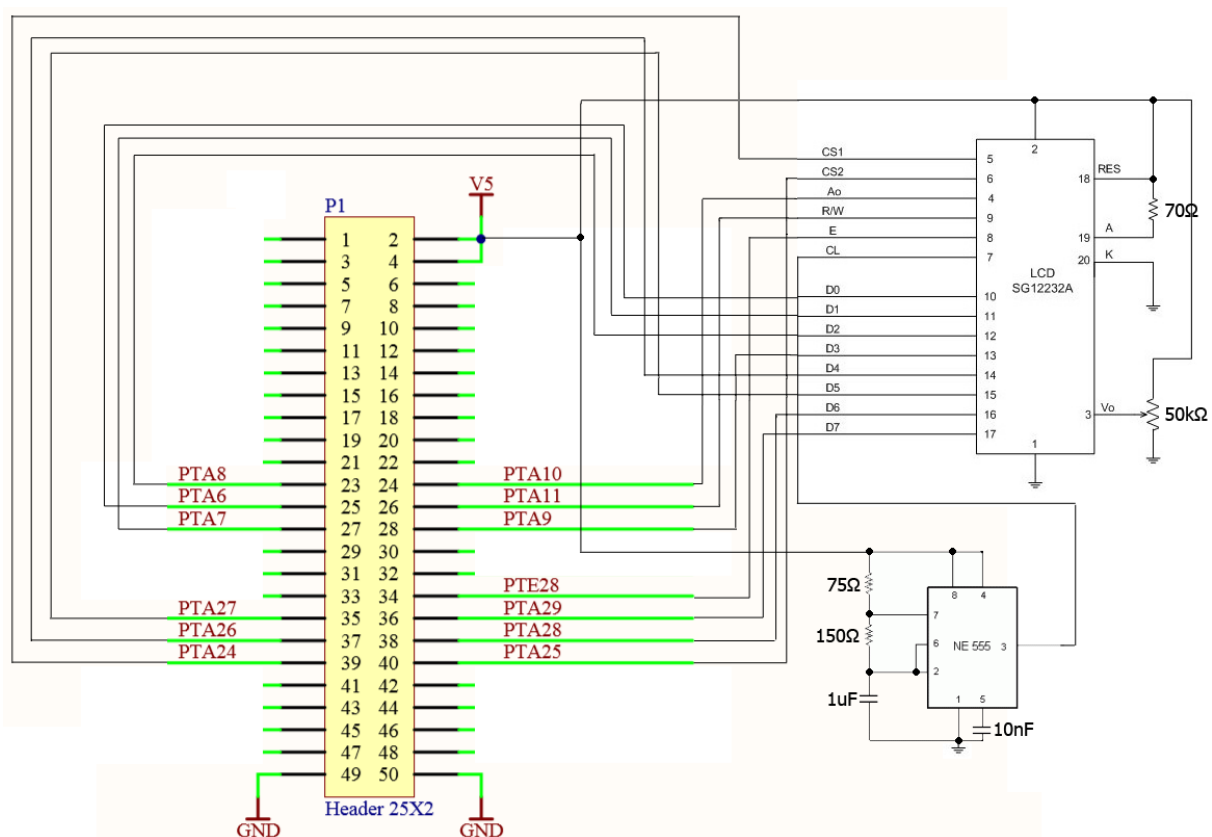 V5
P1
1 2
3 4
5 6
7 8
9 10
11 12
13 14
15 16
17 18
19 20
21 22
PTA8 23 24 PTA10
PTA6 25 26 PTA11
PTA7 27 28 PTA9
29 30
31 32
33 34 PTE28
PTA27 35 36 PTA29
PTA26 37 38 PTA28
PTA24 39 40 PTA25
41 42
43 44
45 46
47 48
49 50
Header 25X2
GND
GND
CS1 5
CS2 6
Ao 4
R/W 9
E 8
CL 7
D0 10
D1 11
D2 12
D3 13
D4 14
D5 15
D6 16
D7 17
2
LCD
SG12232A
18 RES
70Ω
19 A
20 K
3 Vo
50kΩ
1
75Ω
150Ω
1uF
8 4
7
6
2
NE 555 3
1 5
10nF